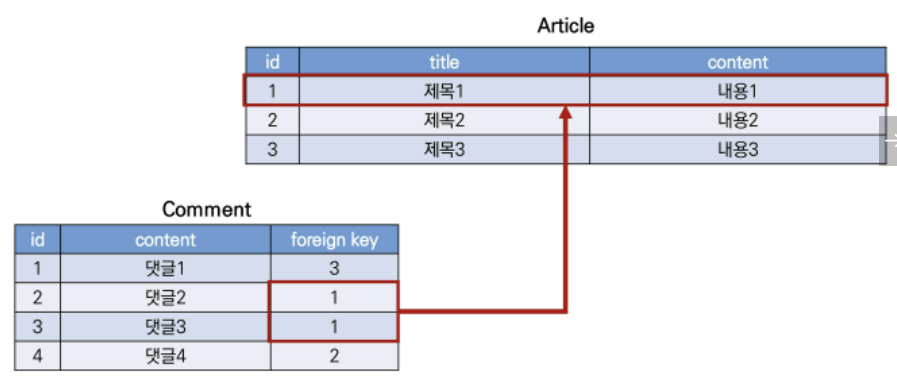 Article
id title content
1 제목1 내용1
2 제목2 내용2
3 제목3 내용3
Comment
id content foreign key
1 댓글1 3
2 댓글2 1
3 댓글3 1
4 댓글4 2